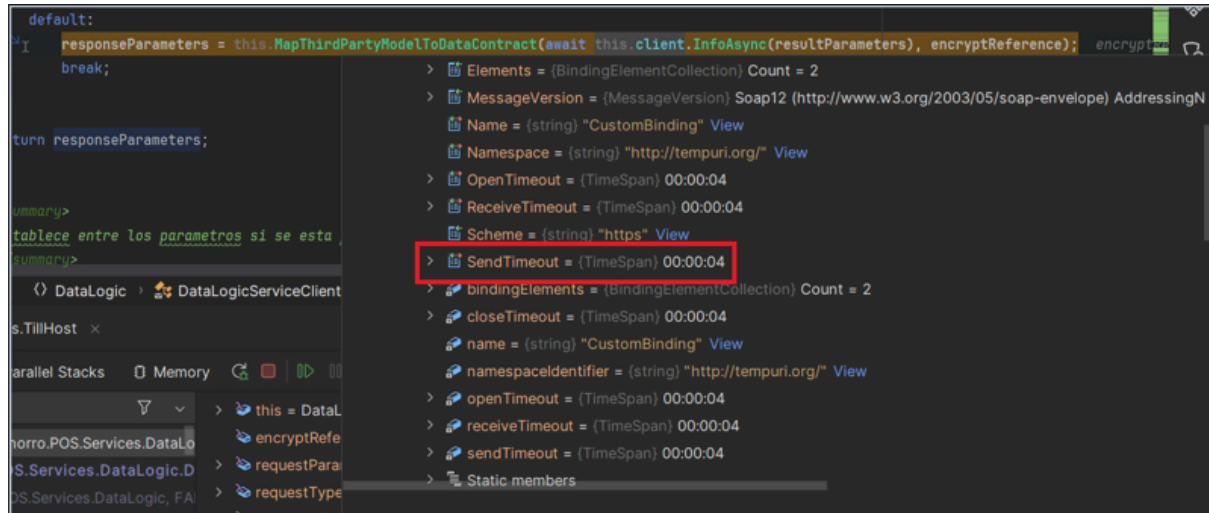 default:
responseParameters = this.MapThirdPartyModelToDataContract(await this.client.InfoAsync(resultParameters), encryptReference);
break;
Elements = {BindingElementCollection} Count = 2
MessageVersion = {MessageVersion} Soap12 (http://www.w3.org/2003/05/soap-envelope) AddressingN
Name = {string} "CustomBinding" View
Namespace = {string} "http://tempuri.org/" View
turn responseParameters;
OpenTimeout = {TimeSpan} 00:00:04
ReceiveTimeout = {TimeSpan} 00:00:04
ummary>
Scheme = {string} "https" View
tablece entre los parametros si se esta
summary>
SendTimeout = {TimeSpan} 00:00:04
bindingElements = {BindingElementCollection} Count = 2
<> DataLogic > DataLogicServiceClient
closeTimeout = {TimeSpan} 00:00:04
s.TillHost ×
name = {string} "CustomBinding" View
arallel Stacks Memory
namespaceIdentifier = {string} "http://tempuri.org/" View
openTimeout = {TimeSpan} 00:00:04
this = DataL
receiveTimeout = {TimeSpan} 00:00:04
horro.POS.Services.DataLo
encryptRefe
sendTimeout = {TimeSpan} 00:00:04
S.Services.DataLogic.D
requestPara
Static members
OS.Services.DataLogic, FA
requestType